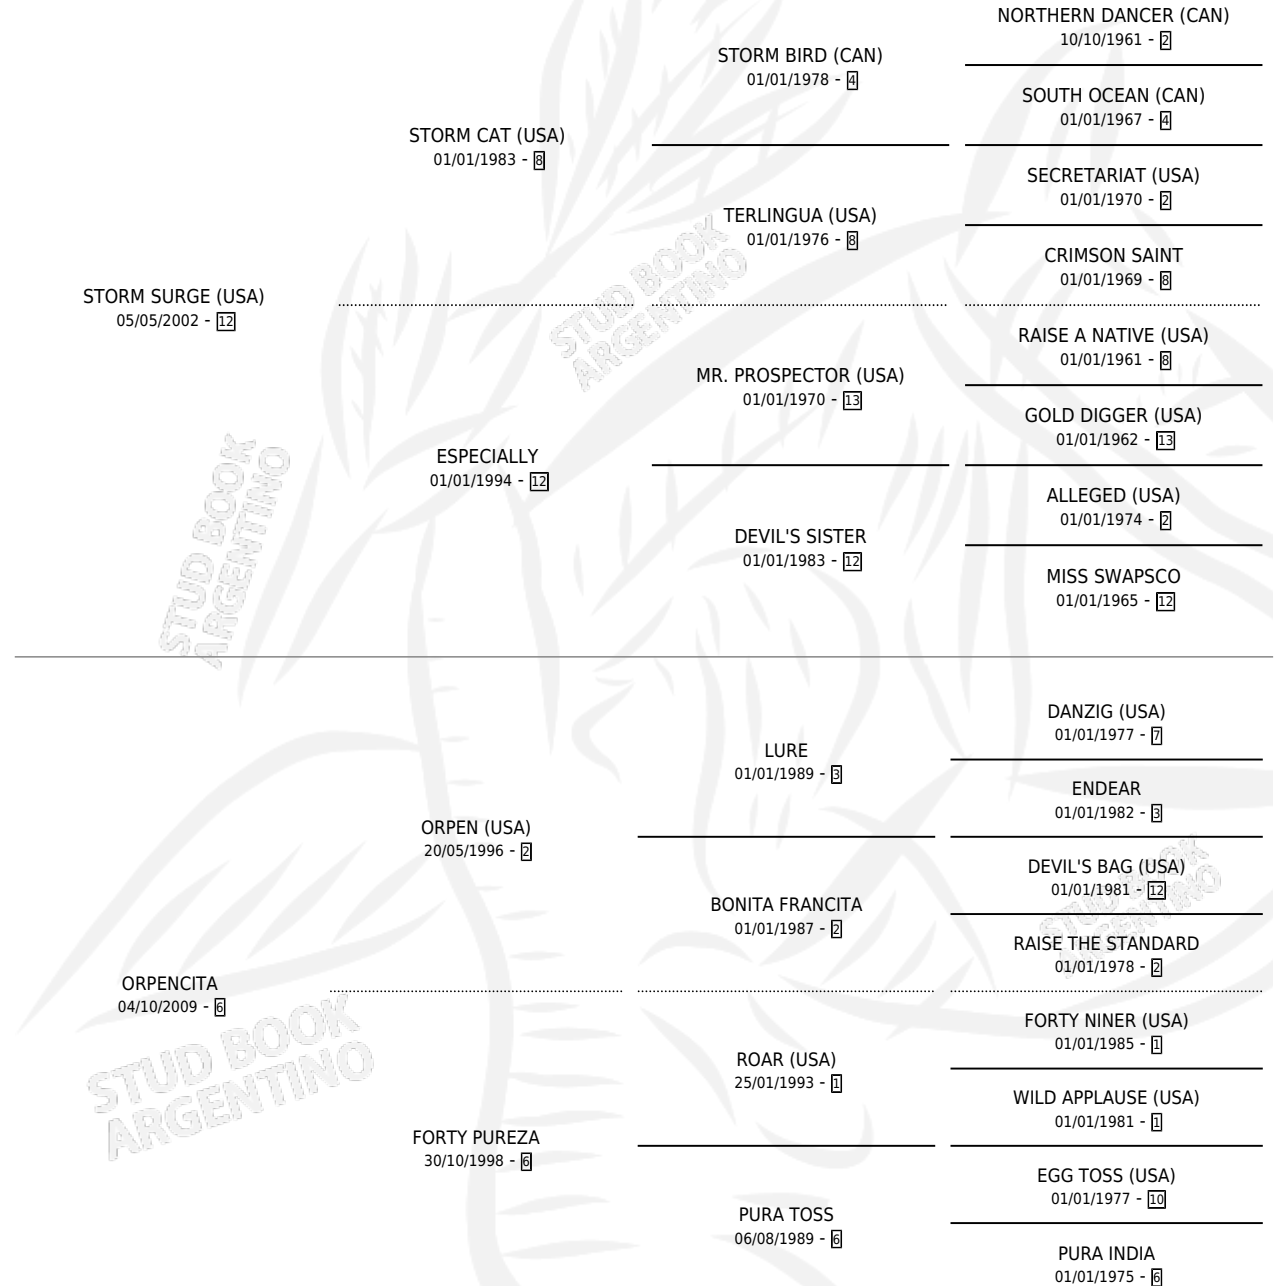 NORTHERN DANCER (CAN)
10/10/1961 - 2
STORM BIRD (CAN)
01/01/1978 - 4
SOUTH OCEAN (CAN)
01/01/1967 - 4
STORM CAT (USA)
01/01/1983 - 8
SECRETARIAT (USA)
01/01/1970 - 2
TERLINGUA (USA)
01/01/1976 - 8
CRIMSON SAINT
01/01/1969 - 8
STORM SURGE (USA)
05/05/2002 - 12
RAISE A NATIVE (USA)
01/01/1961 - 8
MR. PROSPECTOR (USA)
01/01/1970 - 13
GOLD DIGGER (USA)
01/01/1962 - 13
ESPECIALLY
01/01/1994 - 12
ALLEGED (USA)
01/01/1974 - 2
DEVIL'S SISTER
01/01/1983 - 12
MISS SWAPSCO
01/01/1965 - 12
DANZIG (USA)
01/01/1977 - 7
LURE
01/01/1989 - 3
ENDEAR
01/01/1982 - 3
ORPEN (USA)
20/05/1996 - 2
DEVIL'S BAG (USA)
01/01/1981 - 12
BONITA FRANCITA
01/01/1987 - 2
RAISE THE STANDARD
01/01/1978 - 2
ORPENCITA
04/10/2009 - 6
FORTY NINER (USA)
01/01/1985 - 1
ROAR (USA)
25/01/1993 - 1
WILD APPLAUSE (USA)
01/01/1981 - 1
FORTY PUREZA
30/10/1998 - 6
EGG TOSS (USA)
01/01/1977 - 10
PURA TOSS
06/08/1989 - 6
PURA INDIA
01/01/1975 - 6
STUD BOOK
ARGENTINO
STUD BOOK
ARGENTINO
STUD BOOK
ARGENTINO
STUD BOOK
ARGENTINO